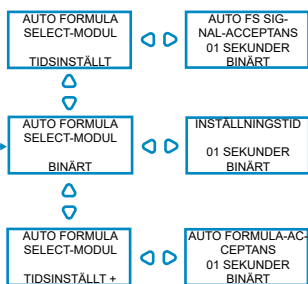 AUTO FORMULA
SELECT-MODUL
TIDSINSTÄLLT
AUTO FS SIG-
NAL-ACCEPTANS
01 SEKUNDER
BINÄRT
AUTO FORMULA
SELECT-MODUL
BINÄRT
INSTÄLLNINGSTID
01 SEKUNDER
BINÄRT
AUTO FORMULA
SELECT-MODUL
TIDSINSTÄLLT +
AUTO FORMULA-AC-
CEPTANS
01 SEKUNDER
BINÄRT